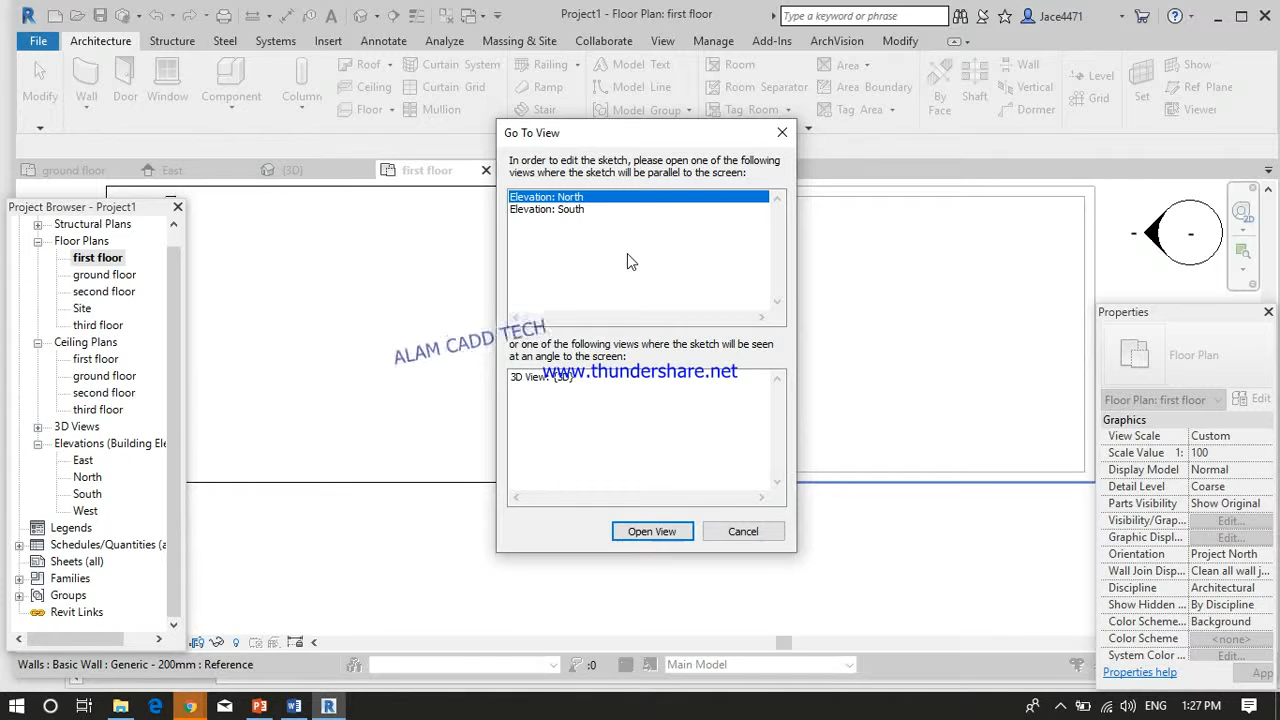 Project1 - Floor Plan: first floor
Type a keyword or phrase
Jace4471
File
Architecture
Structure
Steel
Systems
Insert
Annotate
Analyze
Massing & Site
Collaborate
View
Manage
Add-Ins
ArchVision
Modify
Modify
Wall
Door
Window
Component
Column
Roof
Ceiling
Floor
Curtain System
Curtain Grid
Mullion
Railing
Ramp
Stair
Model Text
Model Line
Model Group
Room
Room Separator
Tag Room
Area
Area Boundary
Tag Area
By Face
Shaft
Wall
Vertical
Dormer
Level
Grid
Set
Show
Ref Plane
Viewer
ground floor
East
{3D}
first floor
Project Browser - Project1
Structural Plans
Floor Plans
first floor
ground floor
second floor
Site
third floor
Ceiling Plans
first floor
ground floor
second floor
third floor
3D Views
Elevations (Building Ele
East
North
South
West
Legends
Schedules/Quantities (a
Sheets (all)
Families
Groups
Revit Links
Go To View
In order to edit the sketch, please open one of the following
views where the sketch will be parallel to the screen:
Elevation: North
Elevation: South
ALAM CADD TECH
or one of the following views where the sketch will be seen
at an angle to the screen:
www.thundershare.net
3D View: {3D}
Open View
Cancel
Properties
Floor Plan
Floor Plan: first floor
Edit
Graphics
View Scale Custom
Scale Value 1: 100
Display Model Normal
Detail Level Coarse
Parts Visibility Show Original
Visibility/Grap... Edit...
Graphic Displ... Edit...
Orientation Project North
Wall Join Disp... Clean all wall j...
Discipline Architectural
Show Hidden ... By Discipline
Color Scheme... Background
Color Scheme <none>
System Color ... Edit...
Properties help
App
Walls : Basic Wall : Generic - 200mm : Reference
:0
Main Model
ENG
1:27 PM